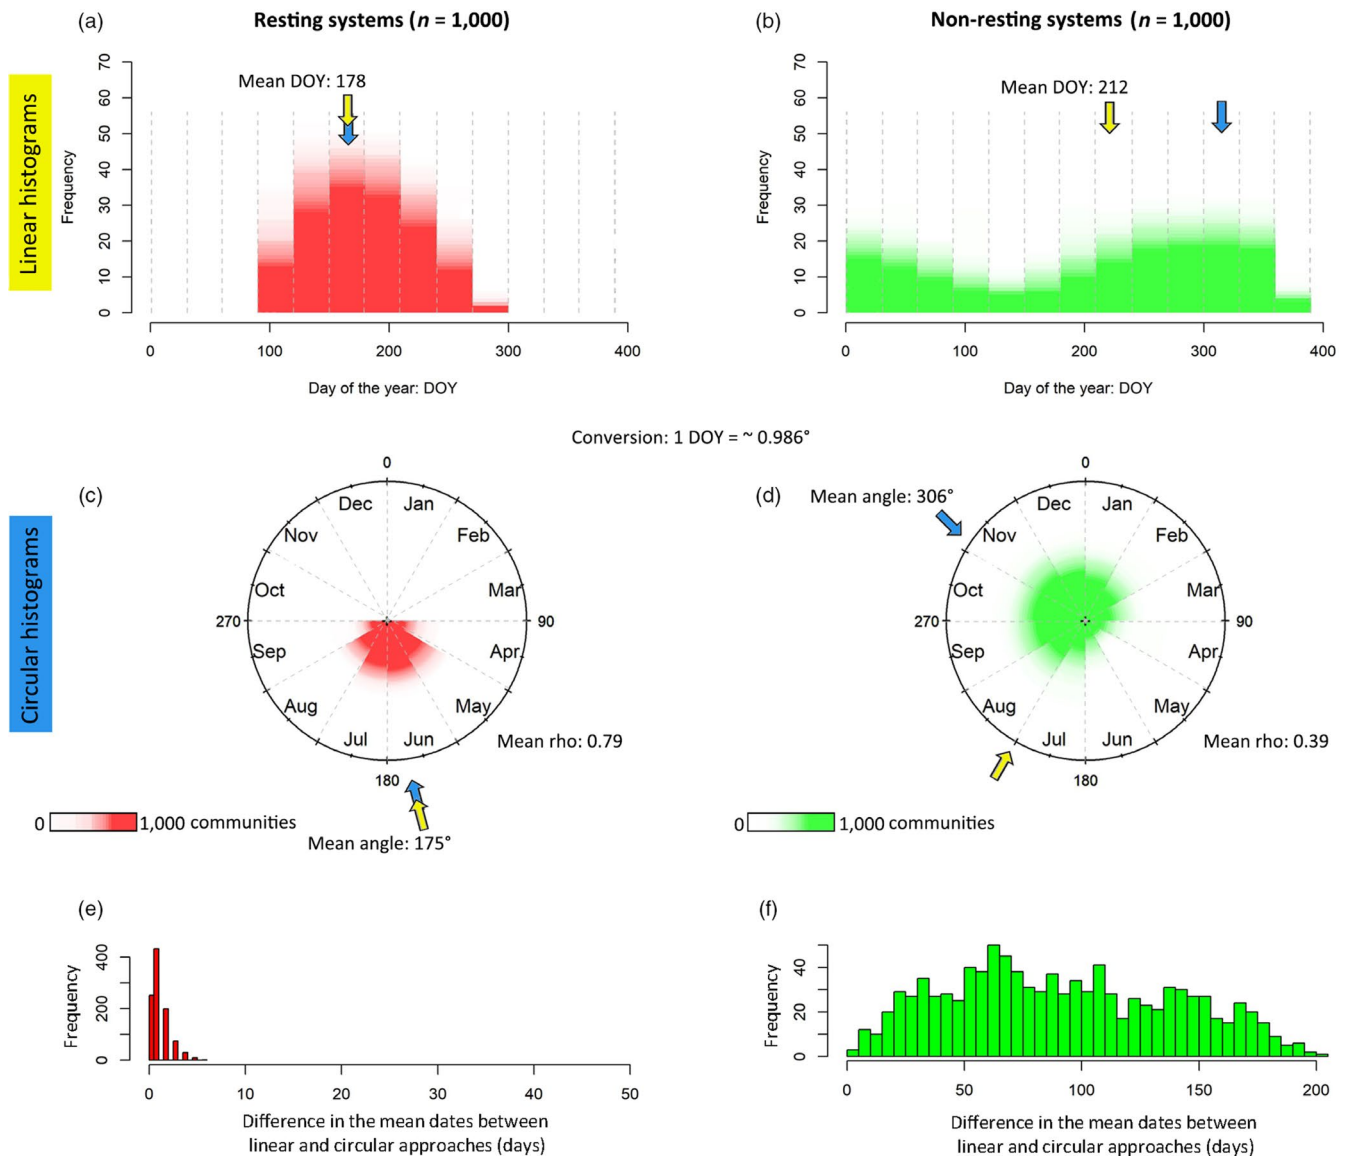 (a)
Resting systems (n = 1,000)
(b)
Non-resting systems (n = 1,000)
Linear histograms
Frequency
70
60
50
40
30
20
10
0
Mean DOY: 178
0 100 200 300 400
Day of the year: DOY
Frequency
70
60
50
40
30
20
10
0
Mean DOY: 212
0 100 200 300 400
Day of the year: DOY
Conversion: 1 DOY = ~ 0.986°
Circular histograms
(c)
0
Dec Jan
Nov Feb
Oct Mar
270 90
Sep Apr
Aug May
Jul Jun
180
Mean rho: 0.79
0 1,000 communities
Mean angle: 175°
(d)
Mean angle: 306°
0
Dec Jan
Nov Feb
Oct Mar
270 90
Sep Apr
Aug May
Jul Jun
180
Mean rho: 0.39
0 1,000 communities
(e)
Frequency
400
200
0
0 10 20 30 40 50
Difference in the mean dates between
linear and circular approaches (days)
(f)
Frequency
40
20
0
0 50 100 150 200
Difference in the mean dates between
linear and circular approaches (days)